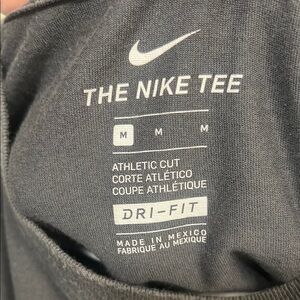 THE NIKE TEE
M M M
ATHLETIC CUT
CORTE ATLÉTICO
COUPE ATHLÉTIQUE
DRI-FIT
MADE IN MEXICO
FABRIQUÉ AU MEXIQUE